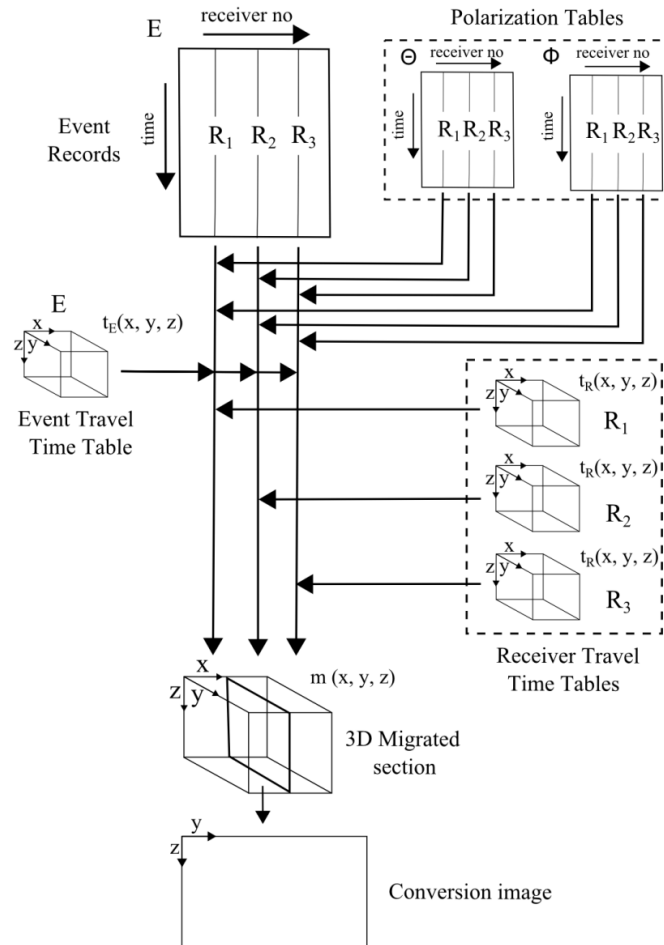 Polarization Tables
E
receiver no
Event
Records
time
R1 R2 R3
Θ
receiver no
time
R1 R2 R3
Φ
receiver no
time
R1 R2 R3
E
x
y
z
tE(x, y, z)
Event Travel
Time Table
x
y
z
tR(x, y, z)
R1
x
y
z
tR(x, y, z)
R2
x
y
z
tR(x, y, z)
R3
Receiver Travel
Time Tables
x
y
z
m (x, y, z)
3D Migrated
section
y
z
Conversion image